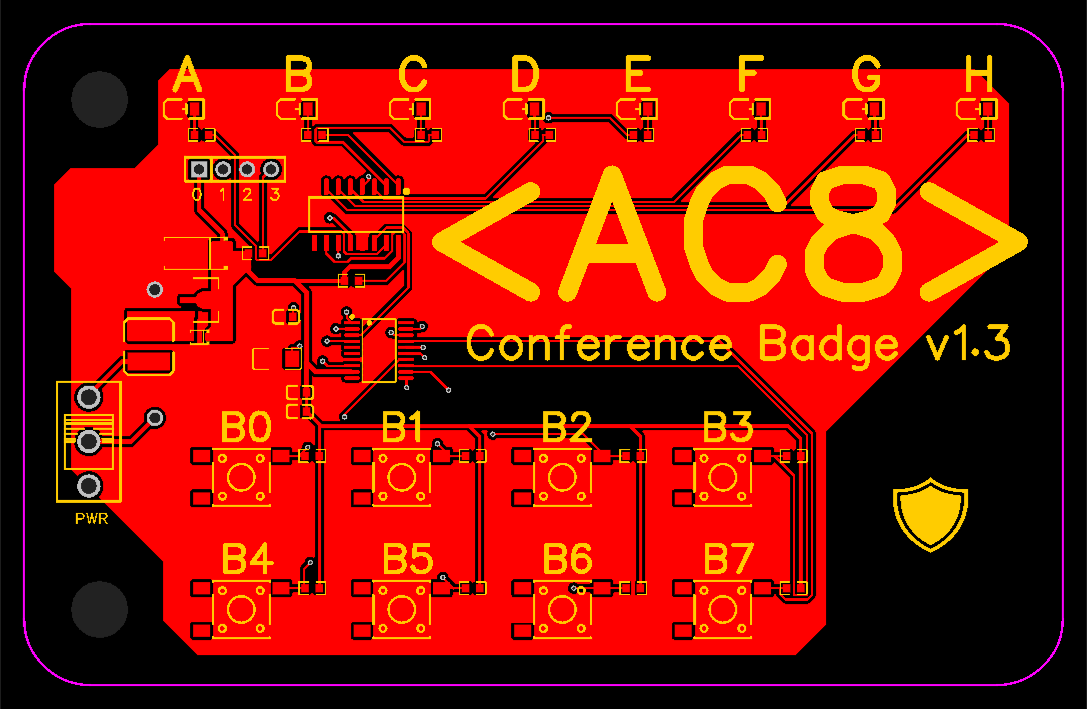 A B C D E F G H
0 1 2 3
<AC8>
Conference Badge v1.3
B0 B1 B2 B3
PWR
B4 B5 B6 B7